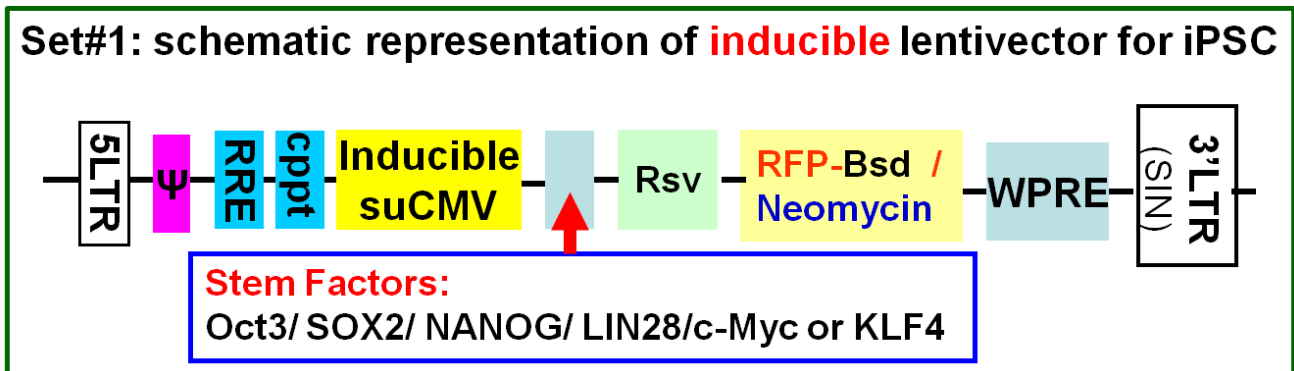 Set#1: schematic representation of inducible lentivector for iPSC
5LTR
Ψ
RRE
cppt
Inducible
suCMV
Rsv
RFP-Bsd /
Neomycin
WPRE
3'LTR
(SIN)
Stem Factors:
Oct3/ SOX2/ NANOG/ LIN28/c-Myc or KLF4